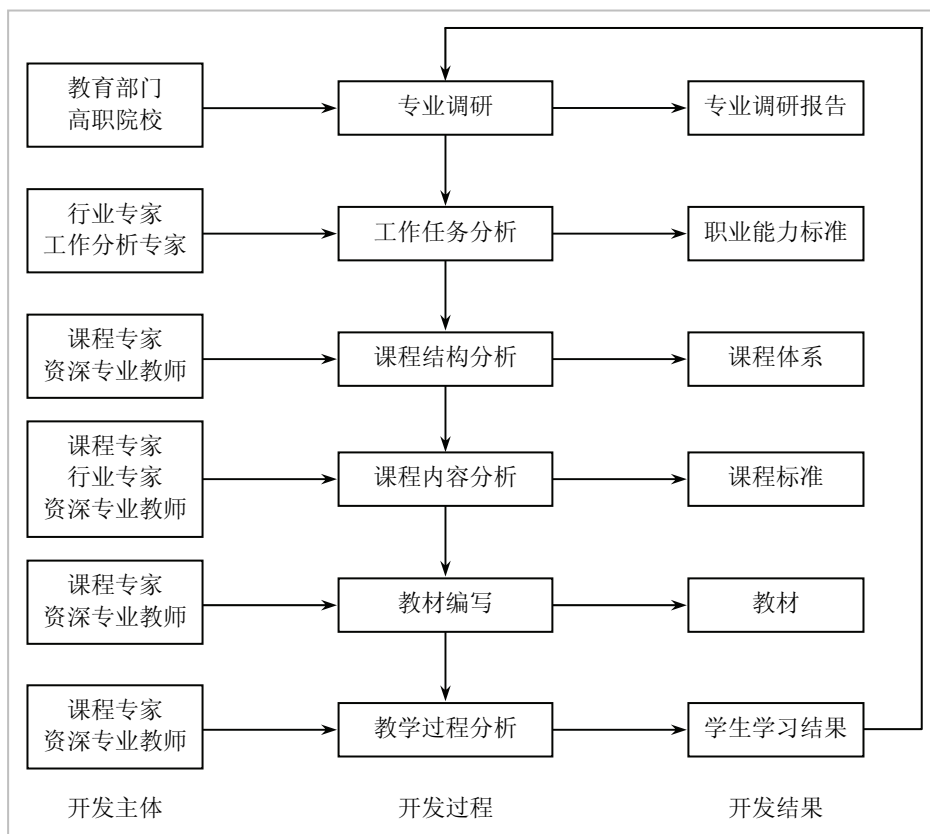 教育部门
高职院校
专业调研
专业调研报告
行业专家
工作分析专家
工作任务分析
职业能力标准
课程专家
资深专业教师
课程结构分析
课程体系
课程专家
行业专家
资深专业教师
课程内容分析
课程标准
课程专家
资深专业教师
教材编写
教材
课程专家
资深专业教师
教学过程分析
学生学习结果
开发主体
开发过程
开发结果